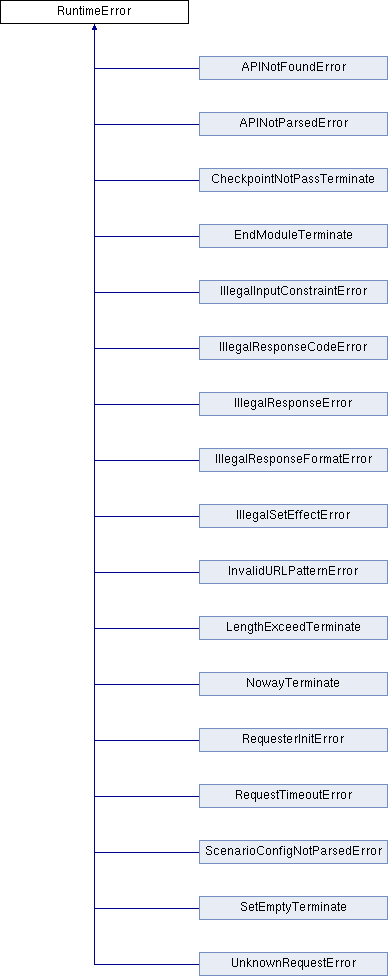 RuntimeError
APINotFoundError
APINotParsedError
CheckpointNotPassTerminate
EndModuleTerminate
IllegalInputConstraintError
IllegalResponseCodeError
IllegalResponseError
IllegalResponseFormatError
IllegalSetEffectError
InvalidURLPatternError
LengthExceedTerminate
NowayTerminate
RequesterInitError
RequestTimeoutError
ScenarioConfigNotParsedError
SetEmptyTerminate
UnknownRequestError